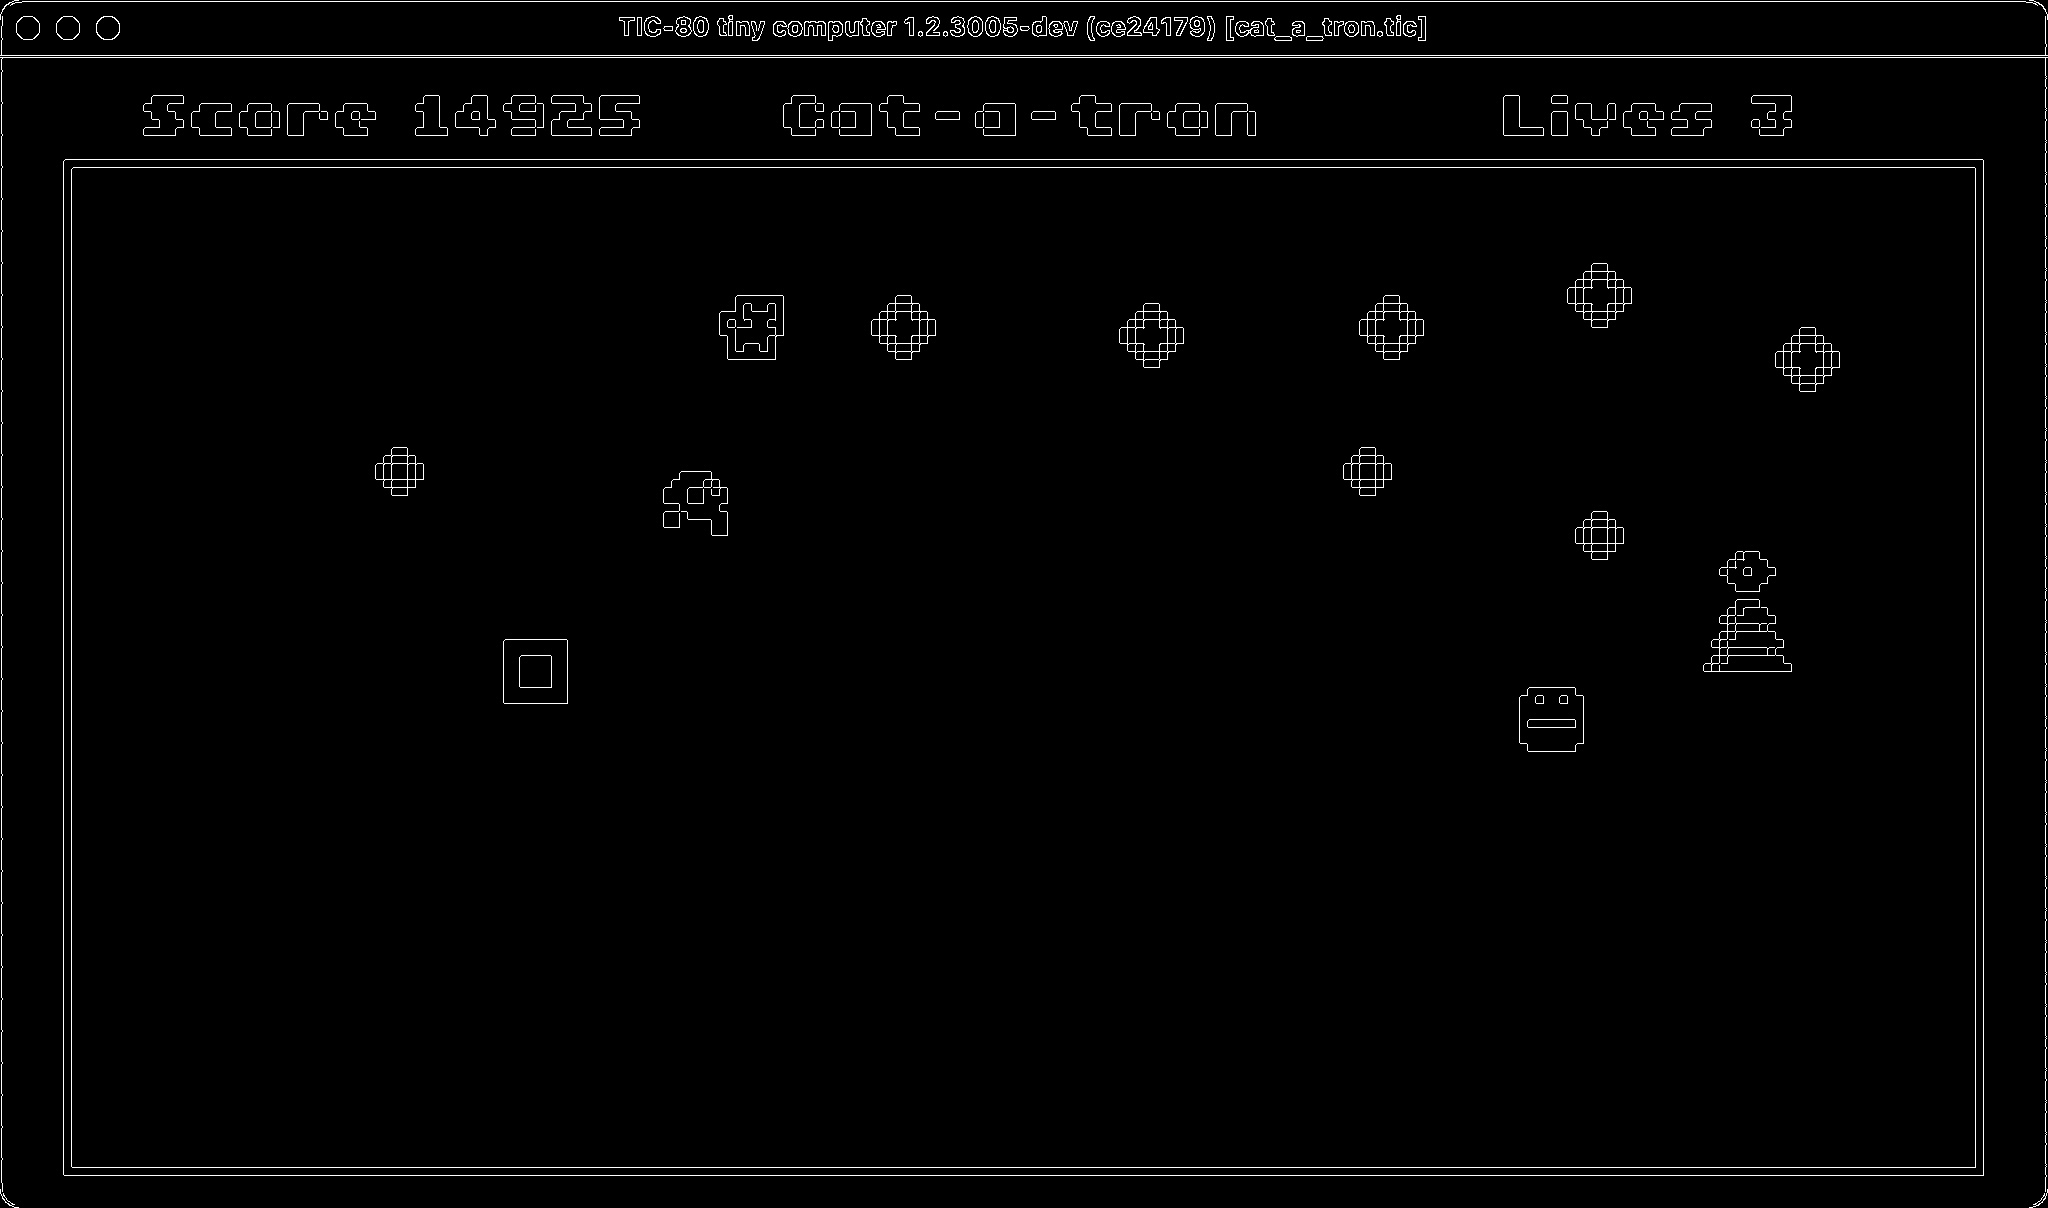 TIC-80 tiny computer 1.2.3005-dev (ce24179) [cat_a_tron.tic]
Score 14925 Cat-a-tron Lives 3